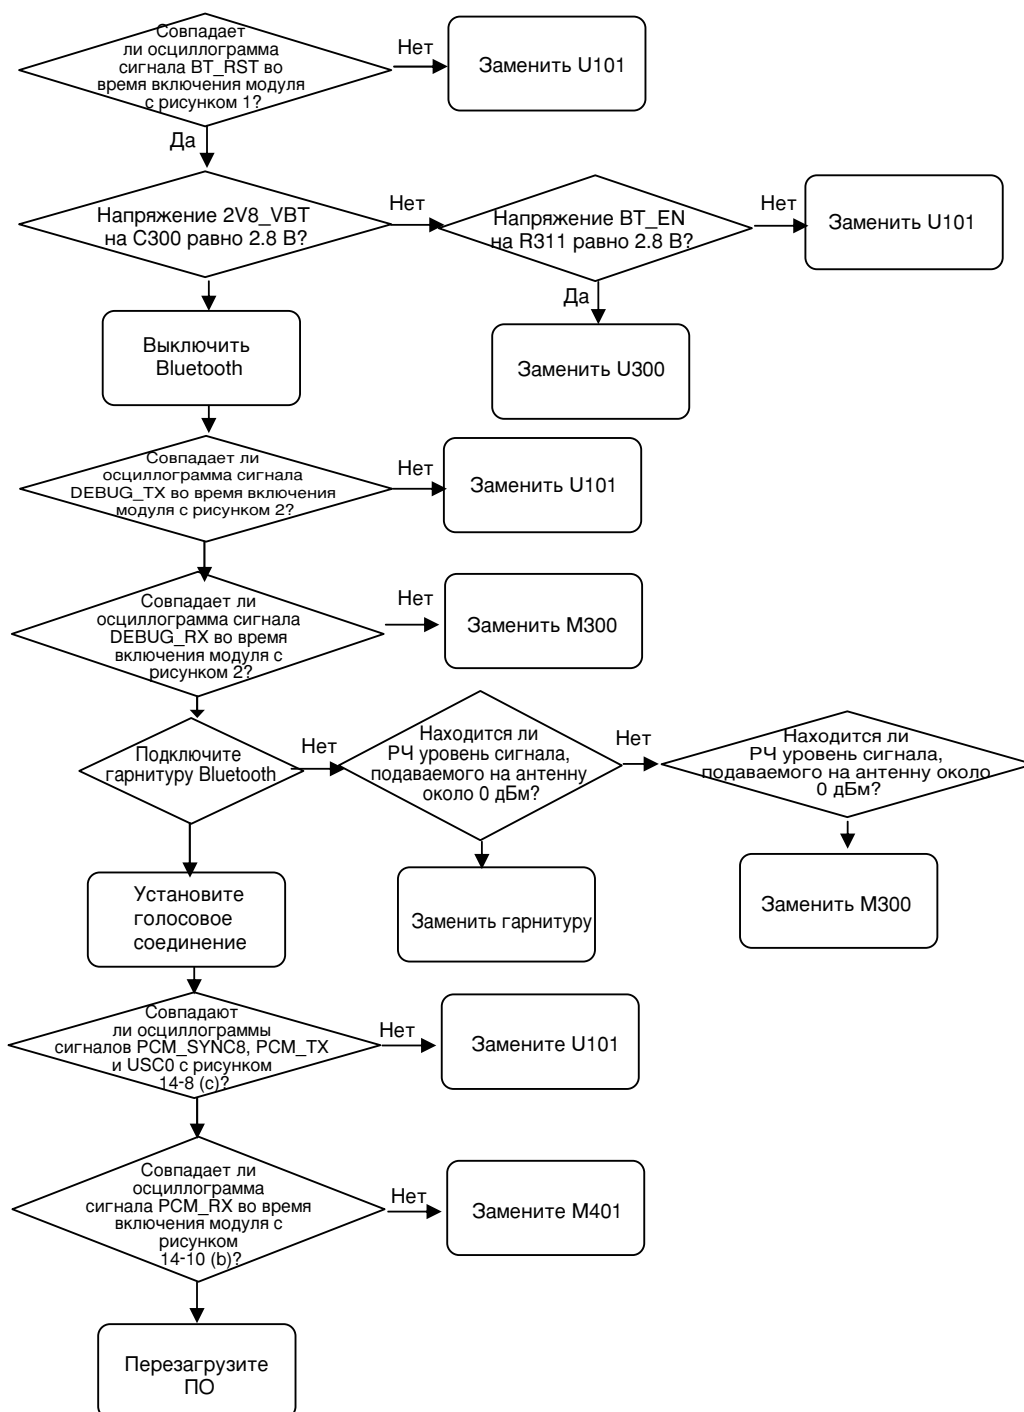 Совпадает
ли осциллограмма
сигнала BT_RST во
время включения модуля
с рисунком 1?
Нет
Заменить U101
Да
Напряжение 2V8_VBT
на C300 равно 2.8 В?
Нет
Напряжение BT_EN
на R311 равно 2.8 В?
Нет
Заменить U101
Да
Заменить U300
Выключить
Bluetooth
Совпадает ли
осциллограмма сигнала
DEBUG_TX во время включения
модуля с рисунком 2?
Нет
Заменить U101
Совпадает ли
осциллограмма сигнала
DEBUG_RX во время
включения модуля с
рисунком 2?
Нет
Заменить M300
Подключите
гарнитуру Bluetooth
Нет
Находится ли
РЧ уровень сигнала,
подаваемого на антенну
около 0 дБм?
Нет
Находится ли
РЧ уровень сигнала,
подаваемого на антенну около
0 дБм?
Заменить гарнитуру
Заменить M300
Установите
голосовое
соединение
Совпадают
ли осциллограммы
сигналов PCM_SYNC8, PCM_TX
и USC0 с рисунком
14-8 (c)?
Нет
Замените U101
Совпадает ли
осциллограмма
сигнала PCM_RX во время
включения модуля с
рисунком
14-10 (b)?
Нет
Замените M401
Перезагрузите
ПО